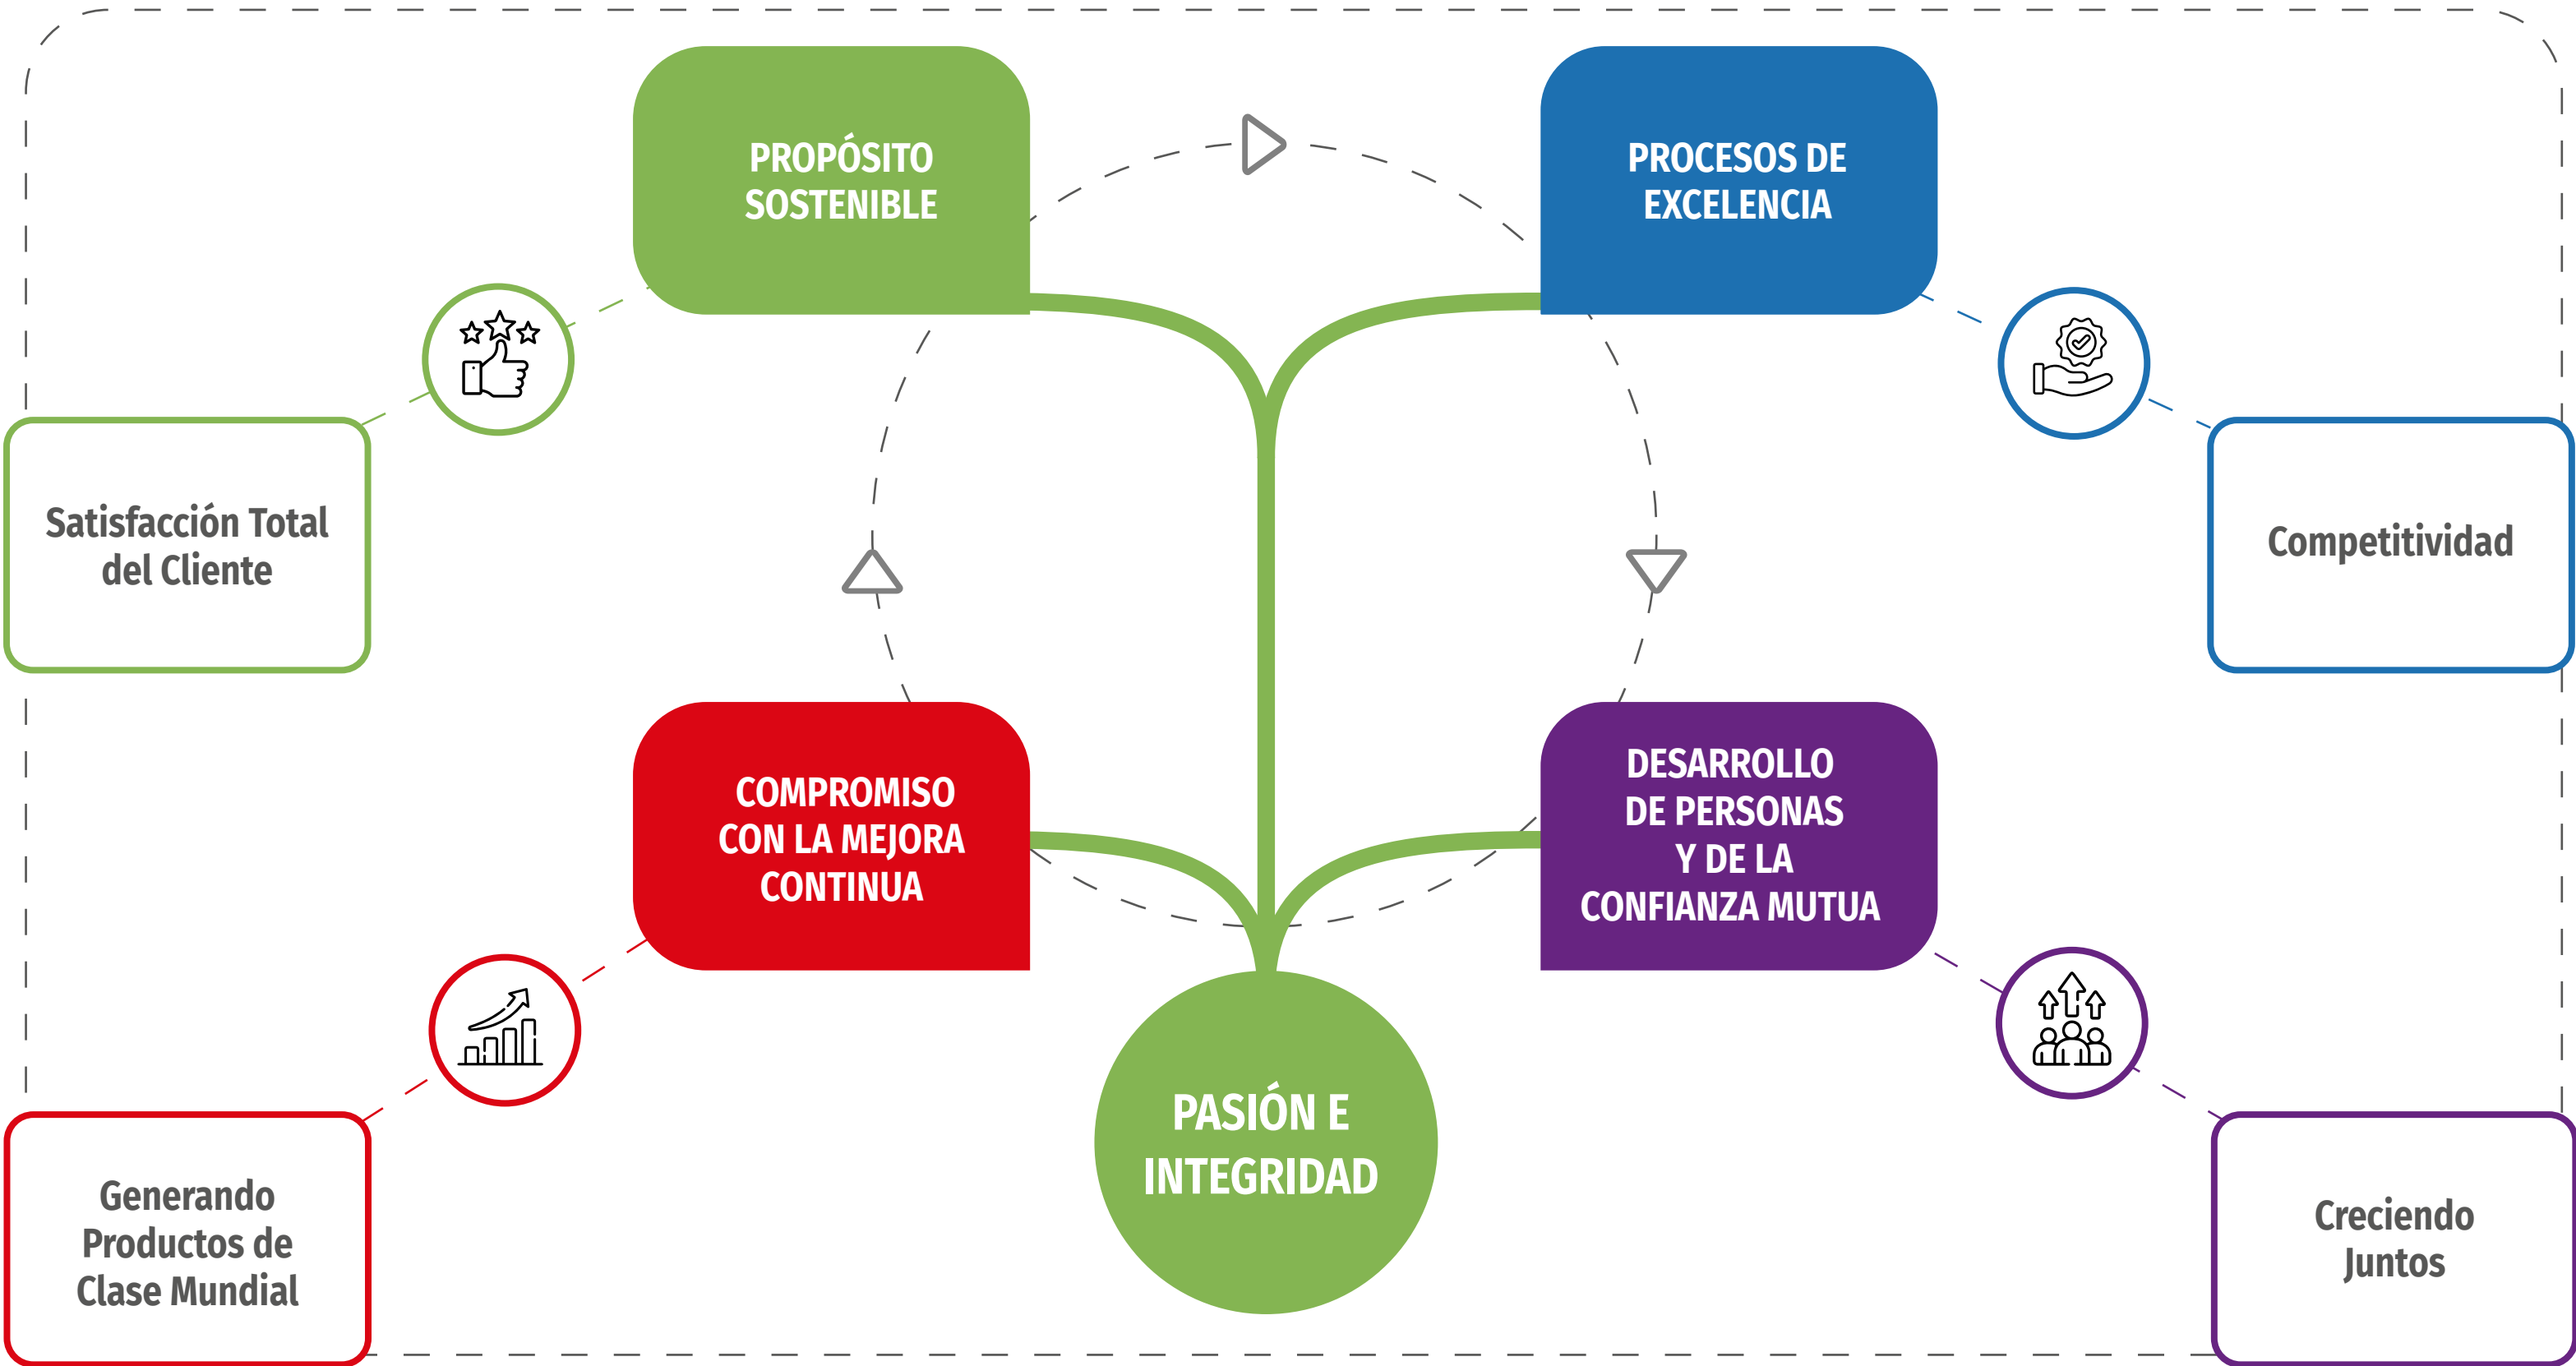 PROPÓSITO
SOSTENIBLE
PROCESOS DE
EXCELENCIA
Satisfacción Total
del Cliente
Competitividad
COMPROMISO
CON LA MEJORA
CONTINUA
DESARROLLO
DE PERSONAS
Y DE LA
CONFIANZA MUTUA
PASIÓN E
INTEGRIDAD
Generando
Productos de
Clase Mundial
Creciendo
Juntos